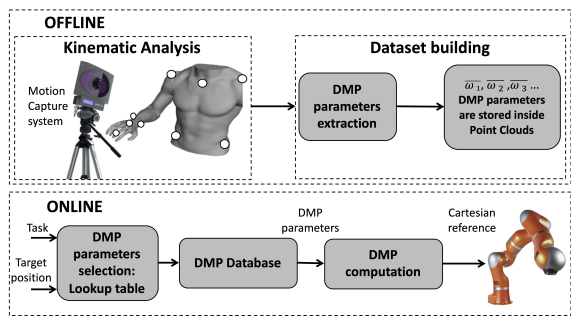 OFFLINE
Kinematic Analysis
Motion
Capture
system
Dataset building
DMP
parameters
extraction
ω₁, ω₂, ω₃ ...
DMP parameters
are stored inside
Point Clouds
ONLINE
Task
Target
position
DMP
parameters
selection:
Lookup table
DMP Database
DMP
parameters
DMP
computation
Cartesian
reference